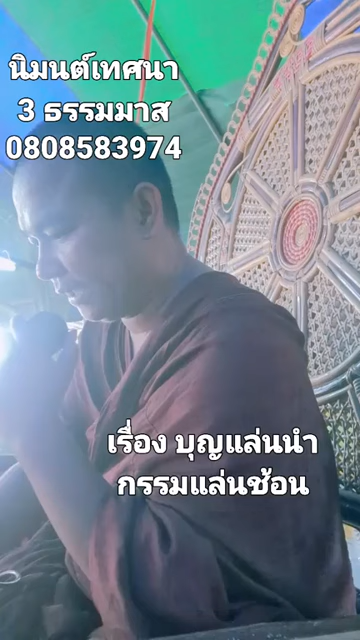 นิมนต์เทศนา
3 ธรรมมาส
0808583974
เรื่อง บุญแล่นนำ
กรรมแล่นซ้อน